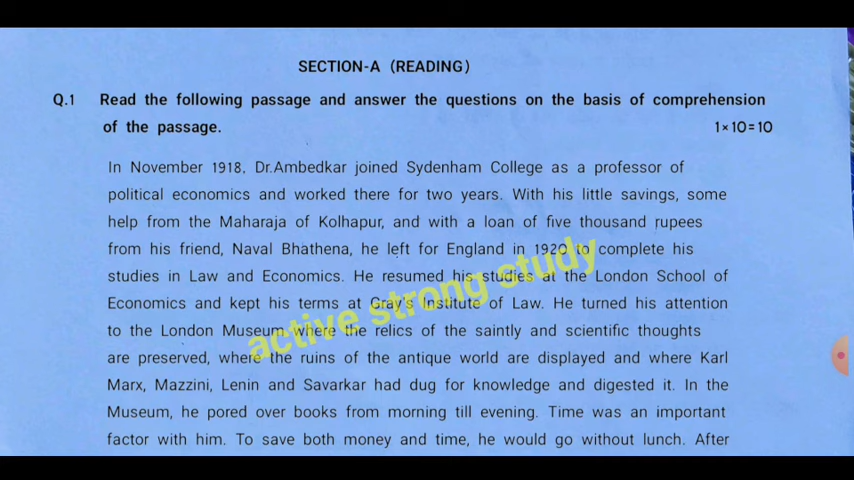 SECTION-A (READING)
Q.1 Read the following passage and answer the questions on the basis of comprehension
of the passage. 1×10=10
In November 1918, Dr.Ambedkar joined Sydenham College as a professor of
political economics and worked there for two years. With his little savings, some
help from the Maharaja of Kolhapur, and with a loan of five thousand rupees
from his friend, Naval Bhathena, he left for England in 1920 to complete his
studies in Law and Economics. He resumed his studies at the London School of
Economics and kept his terms at Gray's Institute of Law. He turned his attention
to the London Museum where the relics of the saintly and scientific thoughts
are preserved, where the ruins of the antique world are displayed and where Karl
Marx, Mazzini, Lenin and Savarkar had dug for knowledge and digested it. In the
Museum, he pored over books from morning till evening. Time was an important
factor with him. To save both money and time, he would go without lunch. After
active strong study